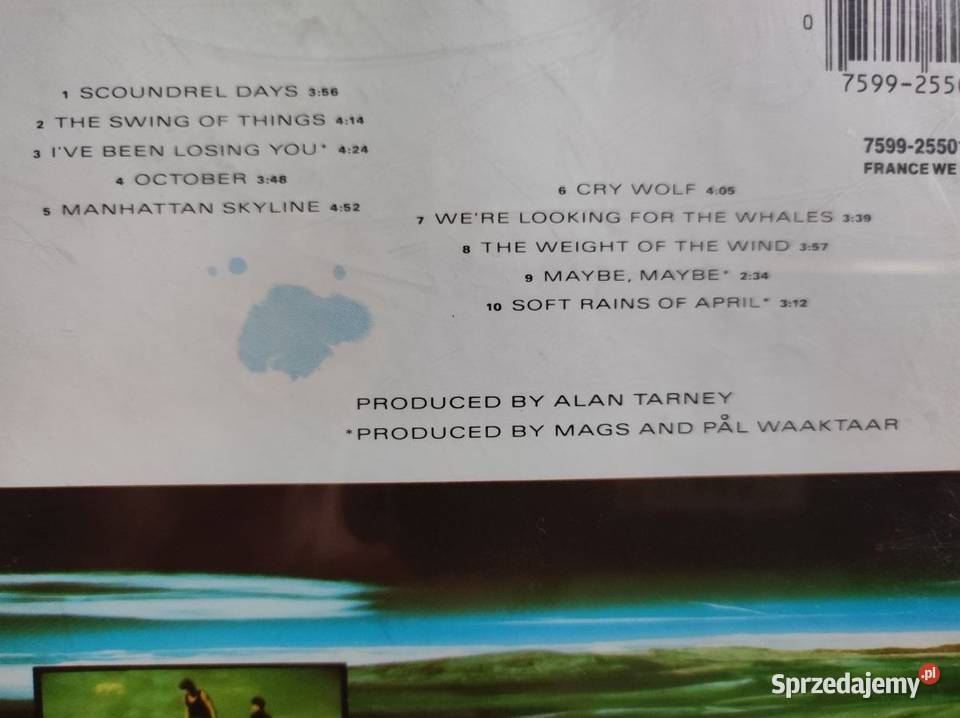 0
7599-2550
7599-2550
FRANCE WE
1 SCOUNDREL DAYS 3:56
2 THE SWING OF THINGS 4:14
3 I'VE BEEN LOSING YOU* 4:24
4 OCTOBER 3:48
5 MANHATTAN SKYLINE 4:52
6 CRY WOLF 4:05
7 WE'RE LOOKING FOR THE WHALES 3:39
8 THE WEIGHT OF THE WIND 3:57
9 MAYBE, MAYBE* 2:34
10 SOFT RAINS OF APRIL* 3:12
PRODUCED BY ALAN TARNEY
*PRODUCED BY MAGS AND PÅL WAAKTAAR
Sprzedajemy.pl